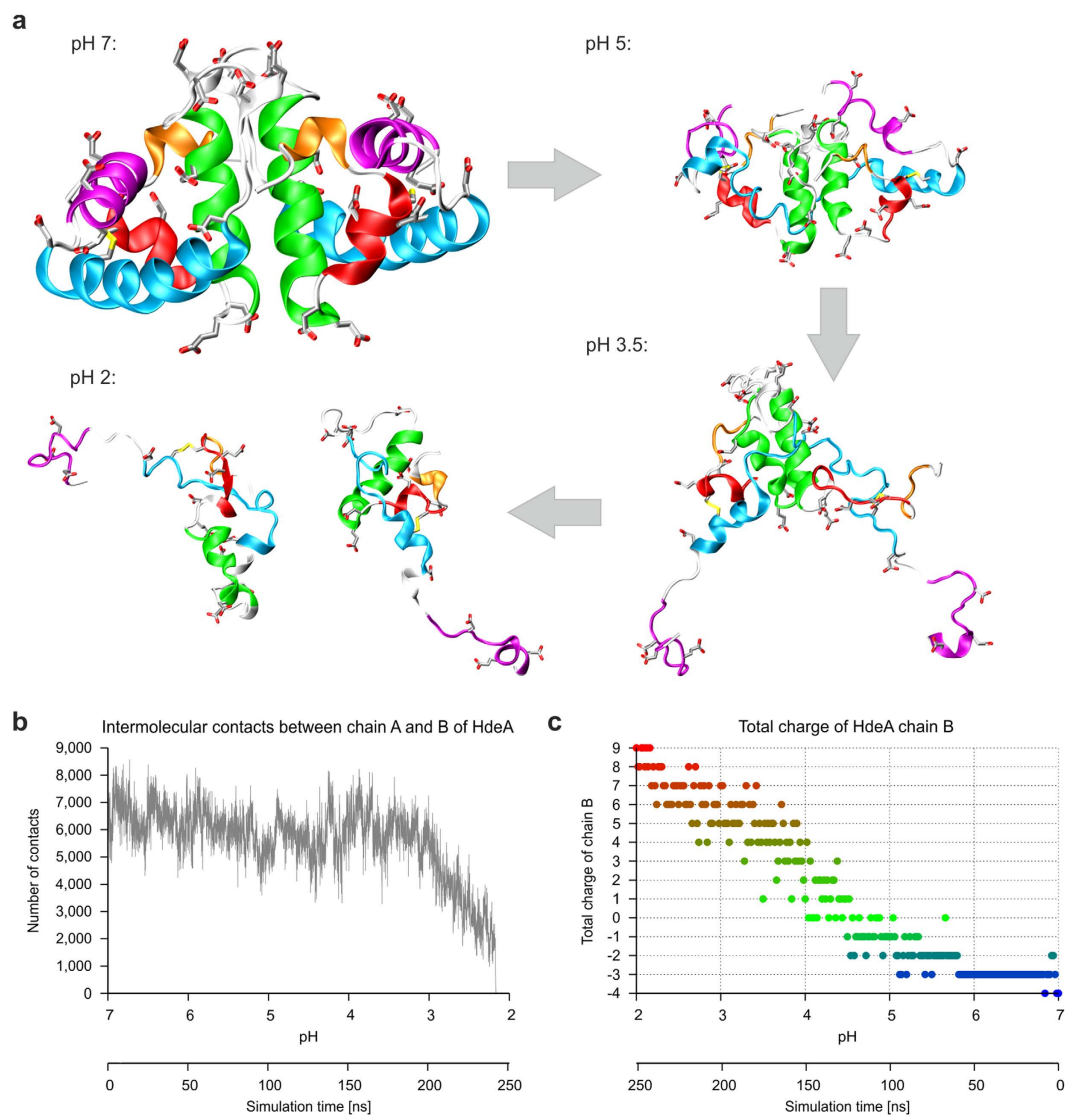 a
pH 7:
pH 5:
pH 2:
pH 3.5:
b
Intermolecular contacts between chain A and B of HdeA
Number of contacts
9,000
8,000
7,000
6,000
5,000
4,000
3,000
2,000
1,000
0
7 6 5 4 3 2
pH
0 50 100 150 200 250
Simulation time [ns]
c
Total charge of HdeA chain B
Total charge of chain B
9
8
7
6
5
4
3
2
1
0
-1
-2
-3
-4
2 3 4 5 6 7
pH
250 200 150 100 50 0
Simulation time [ns]